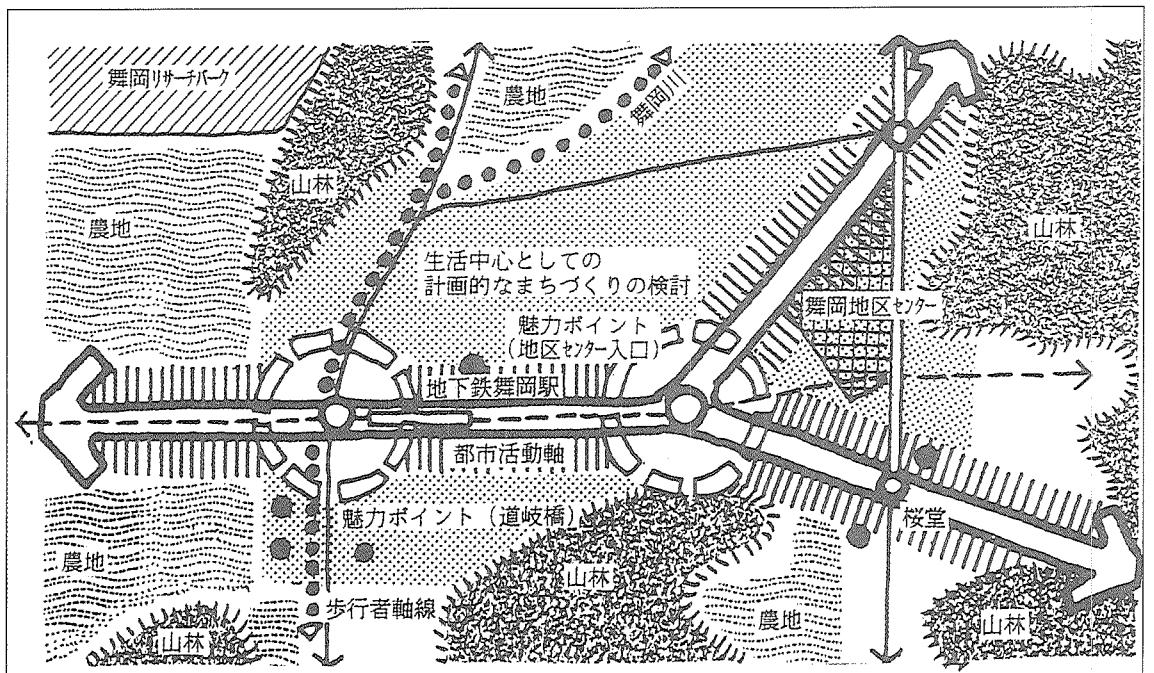 舞岡リサーチパーク
農地
舞岡川
山林
農地
山林
生活中心としての
計画的なまちづくりの検討
魅力ポイント
(地区センター入口)
舞岡地区センター
地下鉄舞岡駅
都市活動軸
魅力ポイント(道岐橋)
桜堂
農地
山林
歩行者軸線
農地
山林
山林